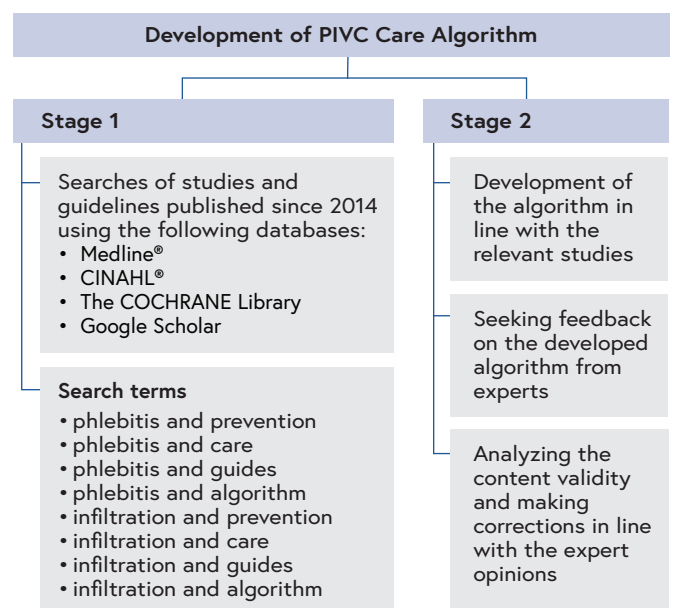 Development of PIVC Care Algorithm
Stage 1
Searches of studies and
guidelines published since 2014
using the following databases:
• Medline®
• CINAHL®
• The COCHRANE Library
• Google Scholar
Search terms
• phlebitis and prevention
• phlebitis and care
• phlebitis and guides
• phlebitis and algorithm
• infiltration and prevention
• infiltration and care
• infiltration and guides
• infiltration and algorithm
Stage 2
Development of
the algorithm in
line with the
relevant studies
Seeking feedback
on the developed
algorithm from
experts
Analyzing the
content validity
and making
corrections in line
with the expert
opinions